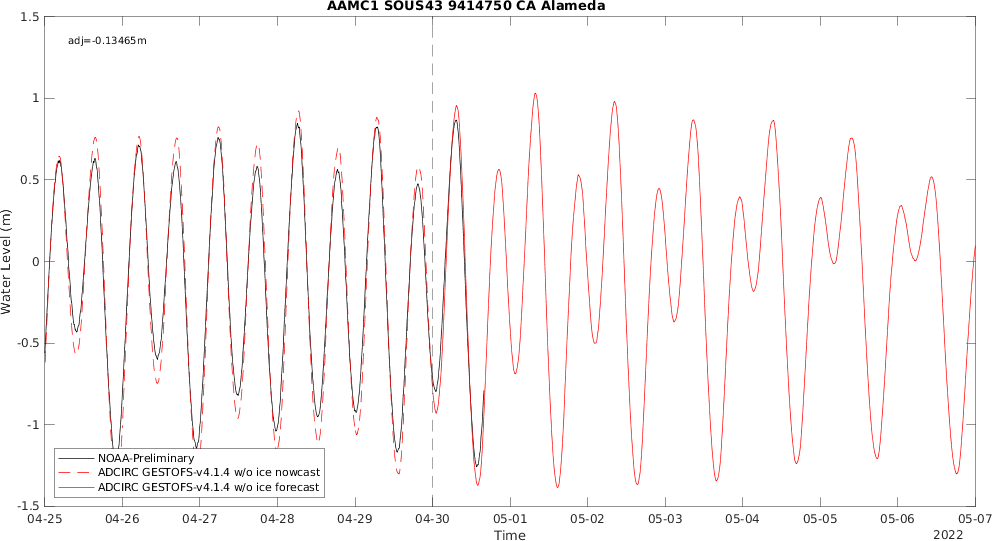 AAMC1 SOUS43 9414750 CA Alameda
1.5
adj=-0.13465m
1
0.5
0
-0.5
-1
-1.5
Water Level (m)
NOAA-Preliminary
ADCIRC GESTOFS-v4.1.4 w/o ice nowcast
ADCIRC GESTOFS-v4.1.4 w/o ice forecast
04-25 04-26 04-27 04-28 04-29 04-30 05-01 05-02 05-03 05-04 05-05 05-06 05-07
Time
2022